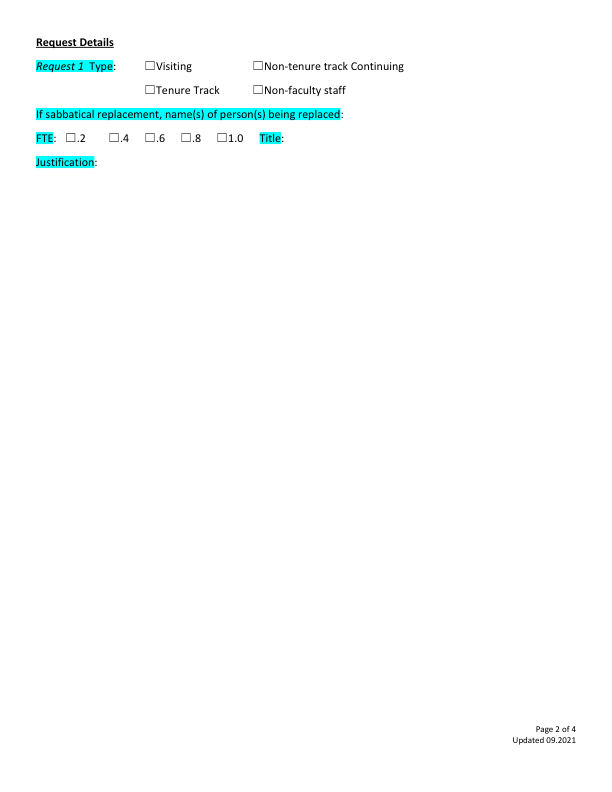 Request Details
Request 1 Type: ☐Visiting ☐Non-tenure track Continuing
☐Tenure Track ☐Non-faculty staff
If sabbatical replacement, name(s) of person(s) being replaced:
FTE: ☐.2 ☐.4 ☐.6 ☐.8 ☐1.0 Title:
Justification:
Page 2 of 4
Updated 09.2021